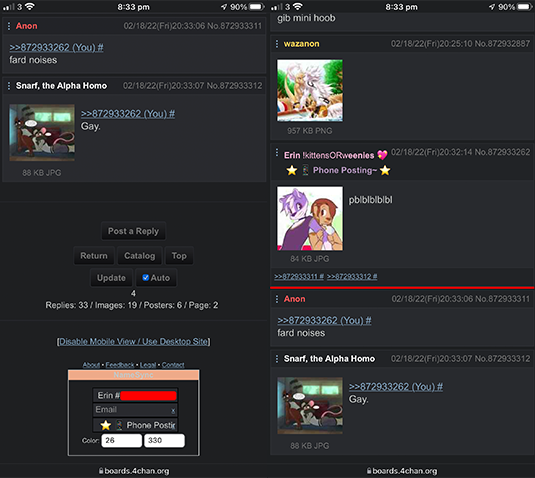 3
8:33 pm
90%
Anon
02/18/22(Fri)20:33:06 No.872933311
>>872933262 (You) #
fard noises
Snarf, the Alpha Homo
02/18/22(Fri)20:33:07 No.872933312
>>872933262 (You) #
Gay.
88 KB JPG
Post a Reply
Return
Catalog
Top
Update
Auto
4
Replies: 33 / Images: 19 / Posters: 6 / Page: 2
[Disable Mobile View / Use Desktop Site]
About • Feedback • Legal • Contact
Erin #
Email
x
⭐ 📱 Phone Postin
Color:
26
330
boards.4chan.org
3
8:33 pm
90%
gib mini hoob
wazanon
02/18/22(Fri)20:25:10 No.872932887
957 KB PNG
Erin !kittensORweenies 💖
02/18/22(Fri)20:32:14 No.872933262
⭐ 📱 Phone Posting~ ⭐
pblblblblbl
84 KB JPG
>>872933311 # >>872933312 #
Anon
02/18/22(Fri)20:33:06 No.872933311
>>872933262 (You) #
fard noises
Snarf, the Alpha Homo
02/18/22(Fri)20:33:07 No.872933312
>>872933262 (You) #
Gay.
88 KB JPG
boards.4chan.org